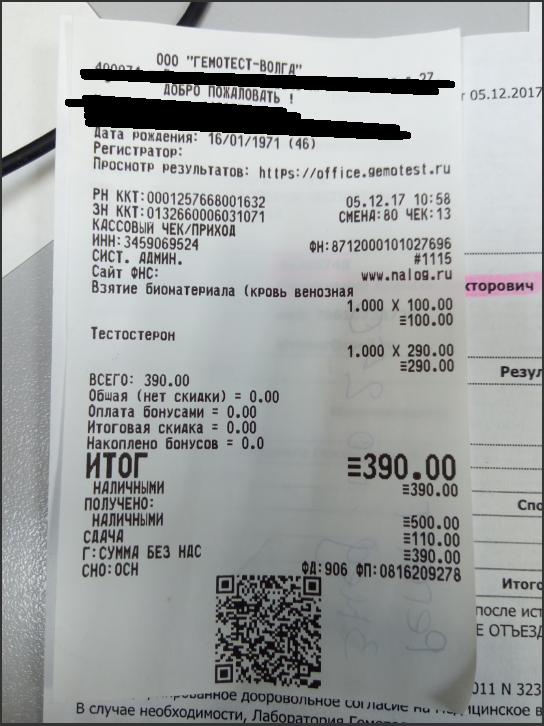 ООО "ГЕМОТЕСТ-ВОЛГА"
ДОБРО ПОЖАЛОВАТЬ !
Дата рождения: 16/01/1971 (46)
Регистратор:
Просмотр результатов: https://office.gemotest.ru
РН ККТ:0001257668001632 05.12.17 10:58
ЗН ККТ:0132660006031071 СМЕНА:80 ЧЕК:13
КАССОВЫЙ ЧЕК/ПРИХОД
ИНН:3459069524 ФН:8712000101027696
СИСТ. АДМИН. #1115
Сайт ФНС: www.nalog.ru
Взятие биоматериала (кровь венозная
1.000 X 100.00
≡100.00
Тестостерон
1.000 X 290.00
≡290.00
ВСЕГО: 390.00
Общая (нет скидки) = 0.00
Оплата бонусами = 0.00
Итоговая скидка = 0.00
Накоплено бонусов = 0.0
ИТОГ ≡390.00
НАЛИЧНЫМИ ≡390.00
ПОЛУЧЕНО:
НАЛИЧНЫМИ ≡500.00
СДАЧА ≡110.00
Г:СУММА БЕЗ НДС ≡390.00
СНО:ОСН ФД:906 ФП:0816209278
т 05.12.2017
кторович
Резул
Спо
Итого
после ист
Е ОТЪЕЗД
011 N 323
добровольное согласие на
В случае необходимости, Лаборатория